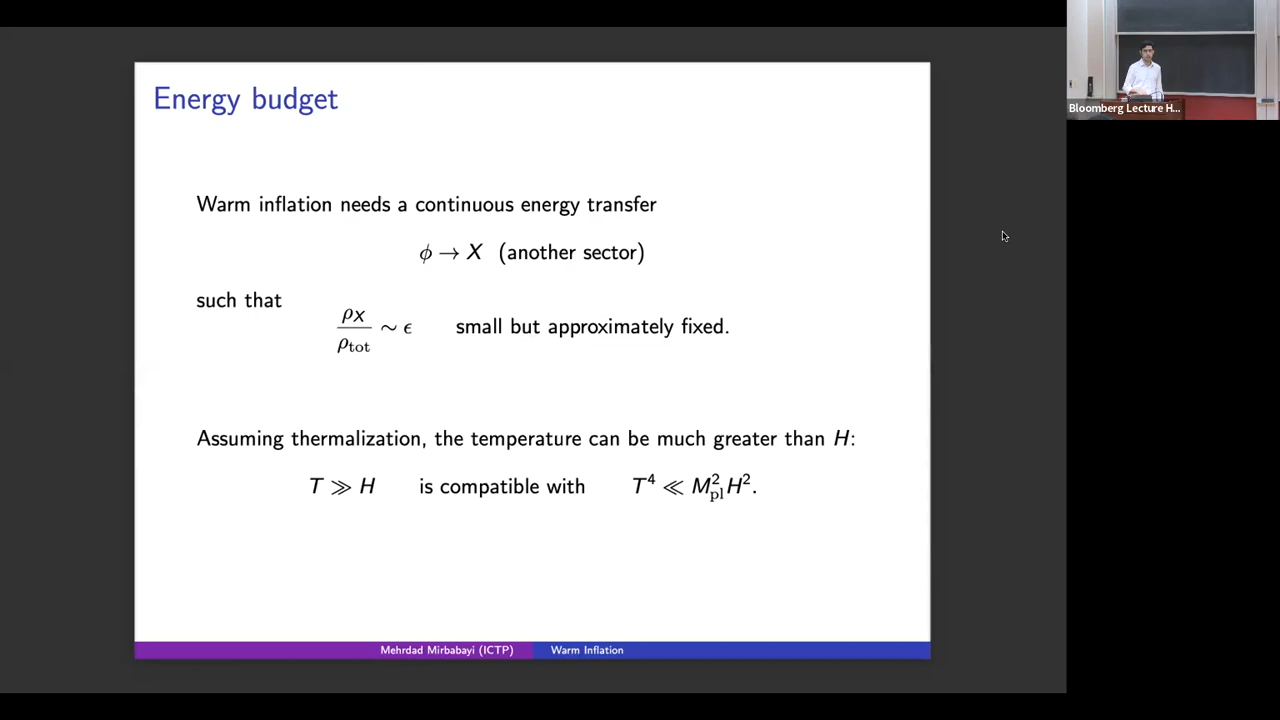 Energy budget
Warm inflation needs a continuous energy transfer
ϕ → X (another sector)
such that
ρX / ρtot ∼ ϵ small but approximately fixed.
Assuming thermalization, the temperature can be much greater than H:
T ≫ H is compatible with T⁴ ≪ M²pl H².
Mehrdad Mirbabayi (ICTP) Warm Inflation
Bloomberg Lecture H...